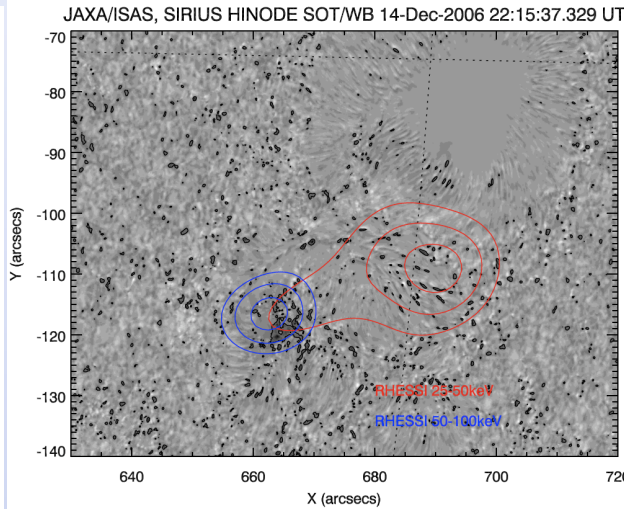 JAXA/ISAS, SIRIUS HINODE SOT/WB 14-Dec-2006 22:15:37.329 UT
-70
-80
-90
-100
-110
-120
-130
-140
Y (arcsecs)
RHESSI 25-50keV
RHESSI 50-100keV
640
660
680
700
720
X (arcsecs)